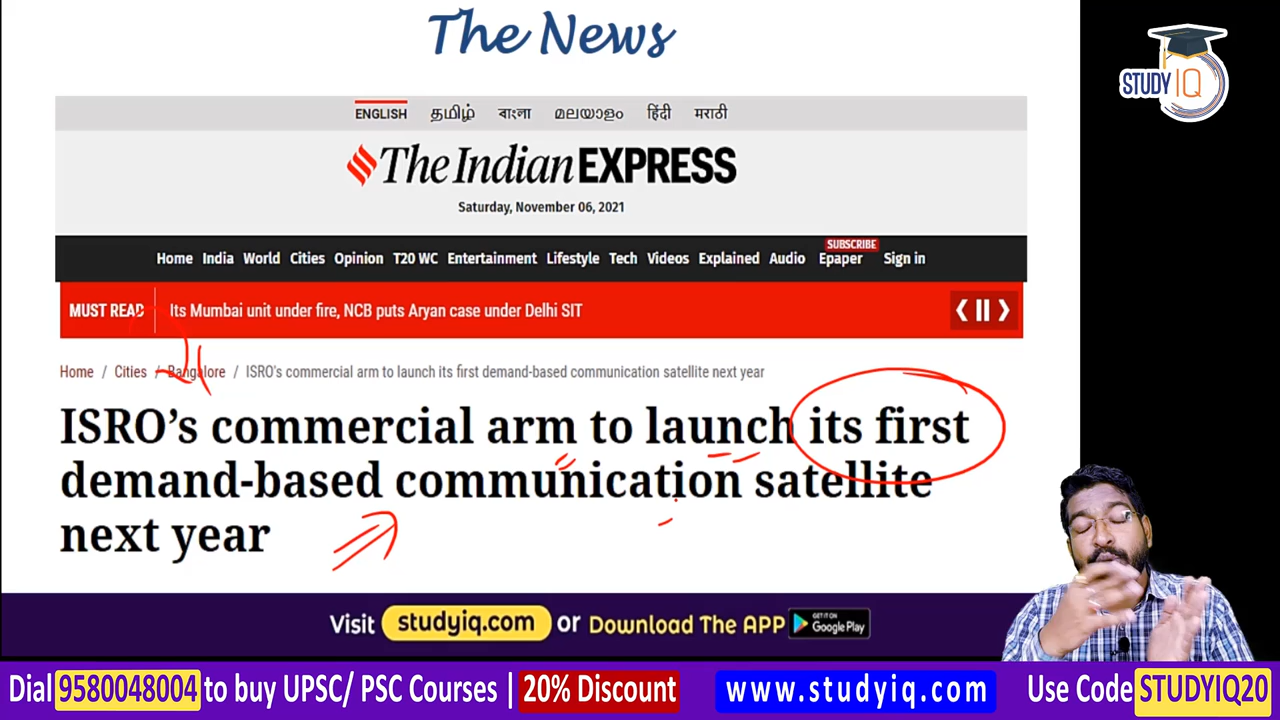 The News
STUDY IQ
ENGLISH தமிழ் বাংলা മലയാളം हिंदी मराठी
The Indian EXPRESS
Saturday, November 06, 2021
SUBSCRIBE
Home India World Cities Opinion T20 WC Entertainment Lifestyle Tech Videos Explained Audio Epaper Sign in
MUST READ Its Mumbai unit under fire, NCB puts Aryan case under Delhi SIT
Home / Cities / Bangalore / ISRO's commercial arm to launch its first demand-based communication satellite next year
ISRO's commercial arm to launch its first
demand-based communication satellite
next year
Visit studyiq.com or Download The APP GET IT ON Google Play
Dial 9580048004 to buy UPSC/ PSC Courses | 20% Discount www.studyiq.com Use Code STUDYIQ20